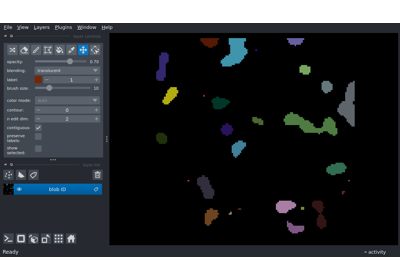 File View Layers Plugins Window Help
opacity: 0.70
blending: translucent
label: 1
brush size: 10
color mode:
contour: 0
n edit dim: 2
contiguous:
preserve
labels:
show
selected:
blob ID
Ready
activity